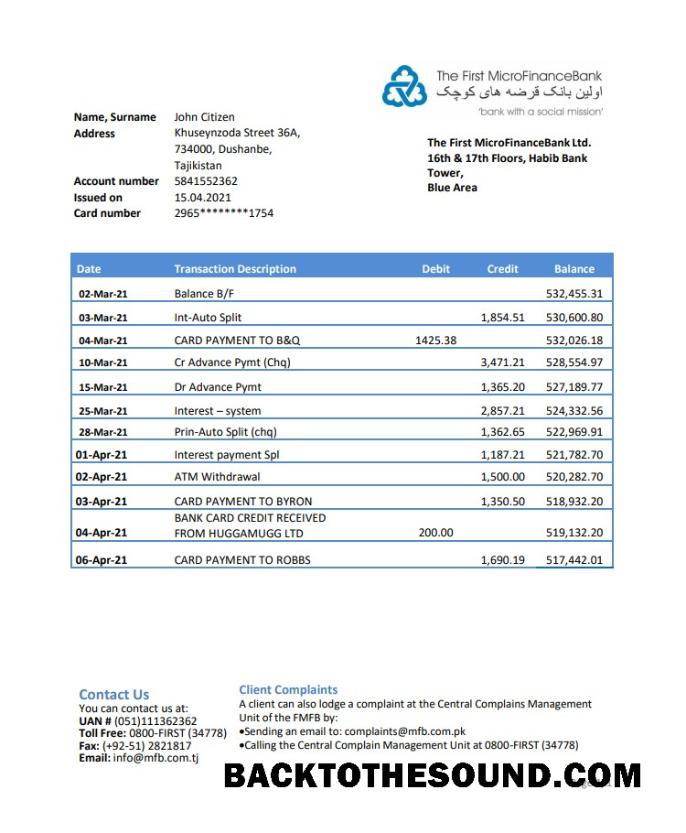 The First MicroFinanceBank
اولین بانک قرضه های کوچک
'bank with a social mission'
Name, Surname John Citizen
Address Khuseynzoda Street 36A,
734000, Dushanbe,
Tajikistan
Account number 5841552362
Issued on 15.04.2021
Card number 2965********1754
The First MicroFinanceBank Ltd.
16th & 17th Floors, Habib Bank
Tower,
Blue Area
Date Transaction Description Debit Credit Balance
02-Mar-21 Balance B/F 532,455.31
03-Mar-21 Int-Auto Split 1,854.51 530,600.80
04-Mar-21 CARD PAYMENT TO B&Q 1425.38 532,026.18
10-Mar-21 Cr Advance Pymt (Chq) 3,471.21 528,554.97
15-Mar-21 Dr Advance Pymt 1,365.20 527,189.77
25-Mar-21 Interest – system 2,857.21 524,332.56
28-Mar-21 Prin-Auto Split (chq) 1,362.65 522,969.91
01-Apr-21 Interest payment Spl 1,187.21 521,782.70
02-Apr-21 ATM Withdrawal 1,500.00 520,282.70
03-Apr-21 CARD PAYMENT TO BYRON 1,350.50 518,932.20
BANK CARD CREDIT RECEIVED
04-Apr-21 FROM HUGGAMUGG LTD 200.00 519,132.20
06-Apr-21 CARD PAYMENT TO ROBBS 1,690.19 517,442.01
Contact Us
You can contact us at:
UAN # (051)111362362
Toll Free: 0800-FIRST (34778)
Fax: (+92-51) 2821817
Email: info@mfb.com.tj
Client Complaints
A client can also lodge a complaint at the Central Complains Management
Unit of the FMFB by:
•Sending an email to: complaints@mfb.com.pk
•Calling the Central Complain Management Unit at 0800-FIRST (34778)
BACKTOTHESOUND.COM